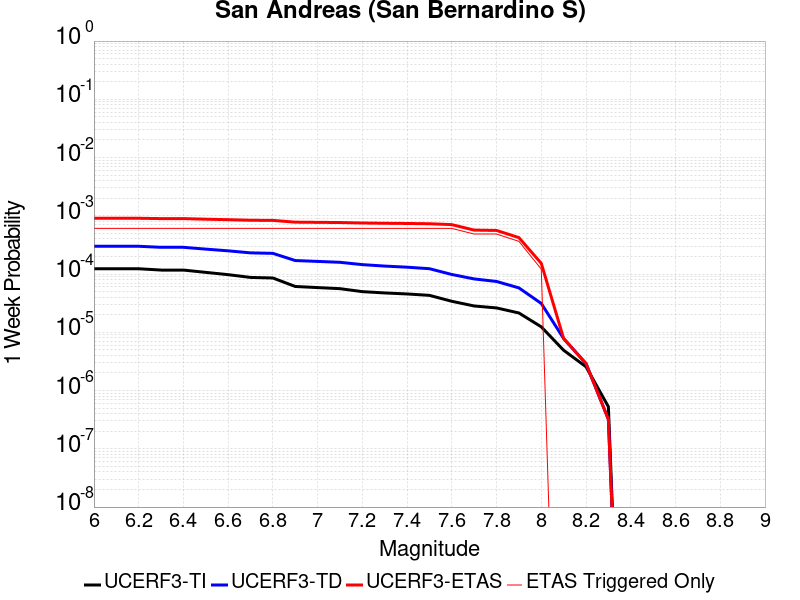 San Andreas (San Bernardino S)
10^0
10^-1
10^-2
10^-3
10^-4
10^-5
10^-6
10^-7
10^-8
1 Week Probability
6 6.2 6.4 6.6 6.8 7 7.2 7.4 7.6 7.8 8 8.2 8.4 8.6 8.8 9
Magnitude
UCERF3-TI UCERF3-TD UCERF3-ETAS ETAS Triggered Only